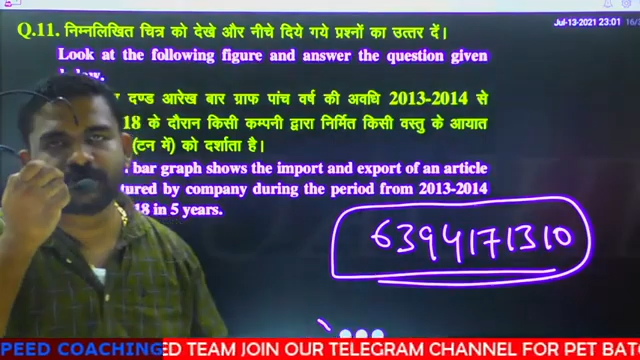 Jul-13-2021 23:01
Q.11. निम्नलिखित चित्र को देखे और नीचे दिये गये प्रश्नों का उत्तर दें।
Look at the following figure and answer the question given
below.
दण्ड आरेख बार ग्राफ पांच वर्ष की अवधि 2013-2014 से
18 के दौरान किसी कम्पनी द्वारा निर्मित किसी वस्तु के आयात
(टन में) को दर्शाता है।
bar graph shows the import and export of an article
tured by company during the period from 2013-2014
18 in 5 years.
6394171310
PEED COACHING ED TEAM JOIN OUR TELEGRAM CHANNEL FOR PET BATC